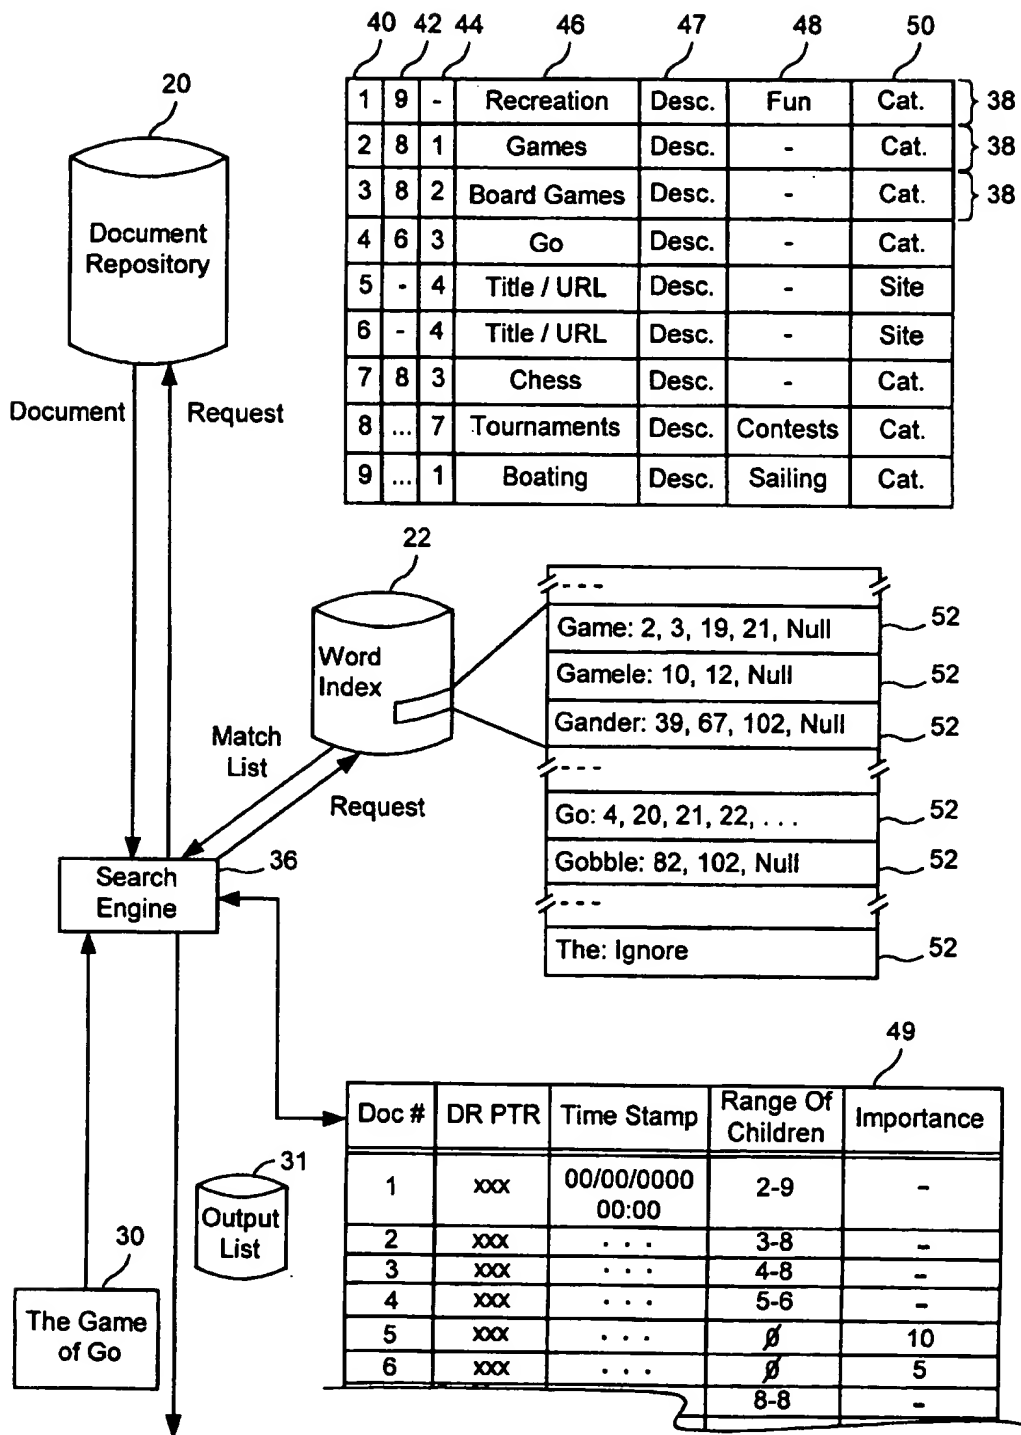 40 42 44 46 47 48 50
1 9 - Recreation Desc. Fun Cat. 38
2 8 1 Games Desc. - Cat. 38
3 8 2 Board Games Desc. - Cat. 38
4 6 3 Go Desc. - Cat.
5 - 4 Title / URL Desc. - Site
6 - 4 Title / URL Desc. - Site
7 8 3 Chess Desc. - Cat.
8 ... 7 Tournaments Desc. Contests Cat.
9 ... 1 Boating Desc. Sailing Cat.
20
Document
Repository
Document
Request
22
Word
Index
Match
List
Request
- - - -
Game: 2, 3, 19, 21, Null 52
Gamele: 10, 12, Null 52
Gander: 39, 67, 102, Null 52
- - - -
Go: 4, 20, 21, 22, . . . 52
Gobble: 82, 102, Null 52
- - - -
The: Ignore 52
36
Search
Engine
49
Doc # DR PTR Time Stamp Range Of Children Importance
1 xxx 00/00/0000 00:00 2-9 -
2 xxx . . . 3-8 -
3 xxx . . . 4-8 -
4 xxx . . . 5-6 -
5 xxx . . . Ø 10
6 xxx . . . Ø 5
8-8 -
31
Output
List
30
The Game
of Go